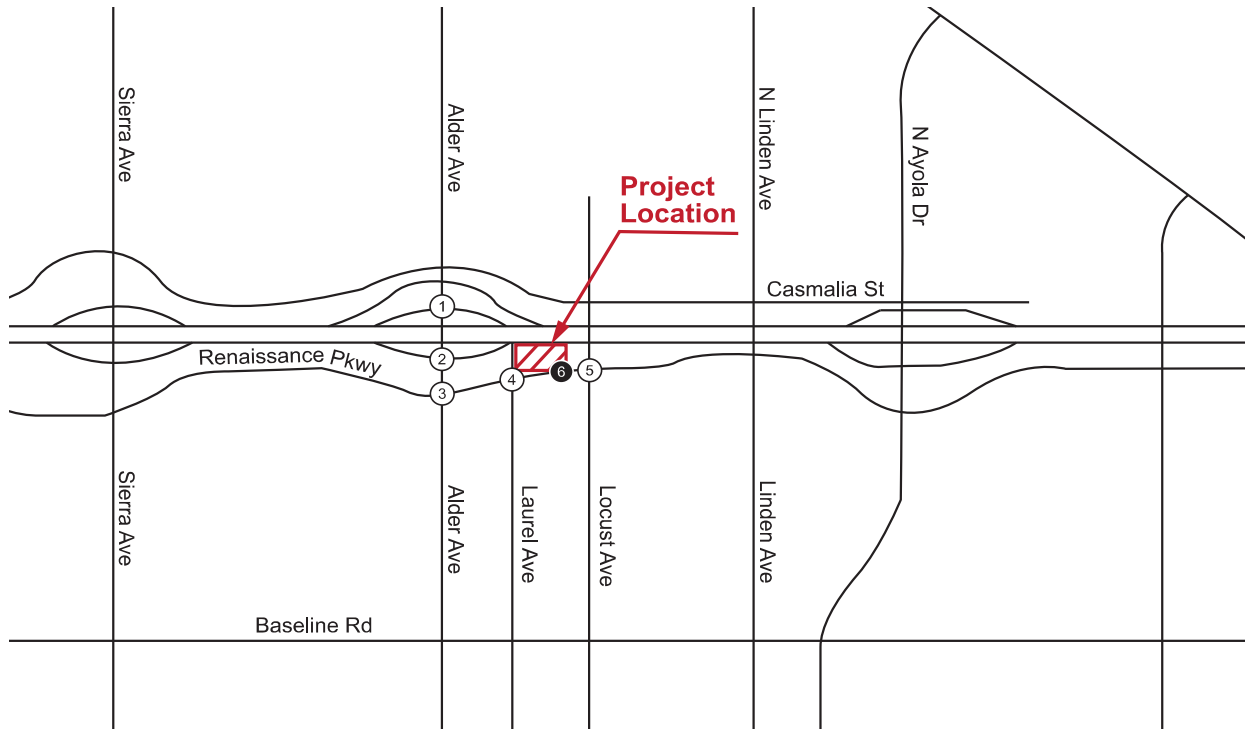 Sierra Ave
Alder Ave
N Linden Ave
N Ayola Dr
Project
Location
Casmalia St
1
Renaissance Pkwy
2
3
4
6
5
Sierra Ave
Alder Ave
Laurel Ave
Locust Ave
Linden Ave
Baseline Rd